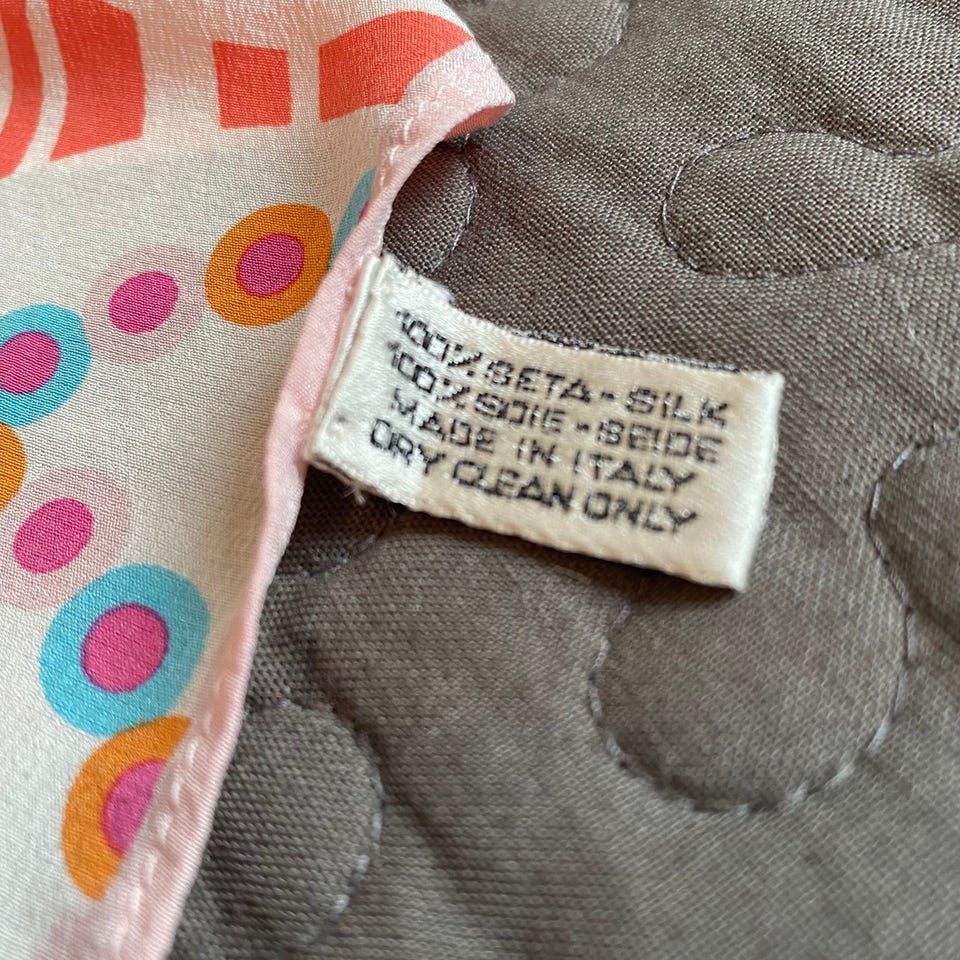 100% SETA - SILK
100% SOIE - SEIDE
MADE IN ITALY
DRY CLEAN ONLY